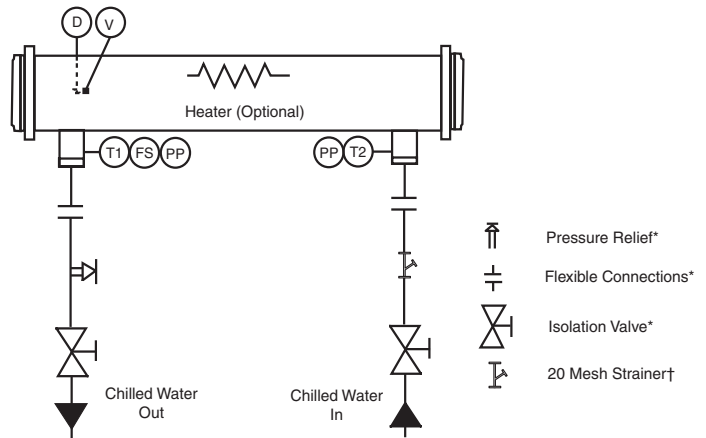 D V
Heater (Optional)
T1 FS PP
PP T2
Pressure Relief*
Flexible Connections*
Isolation Valve*
20 Mesh Strainer†
Chilled Water
Out
Chilled Water
In